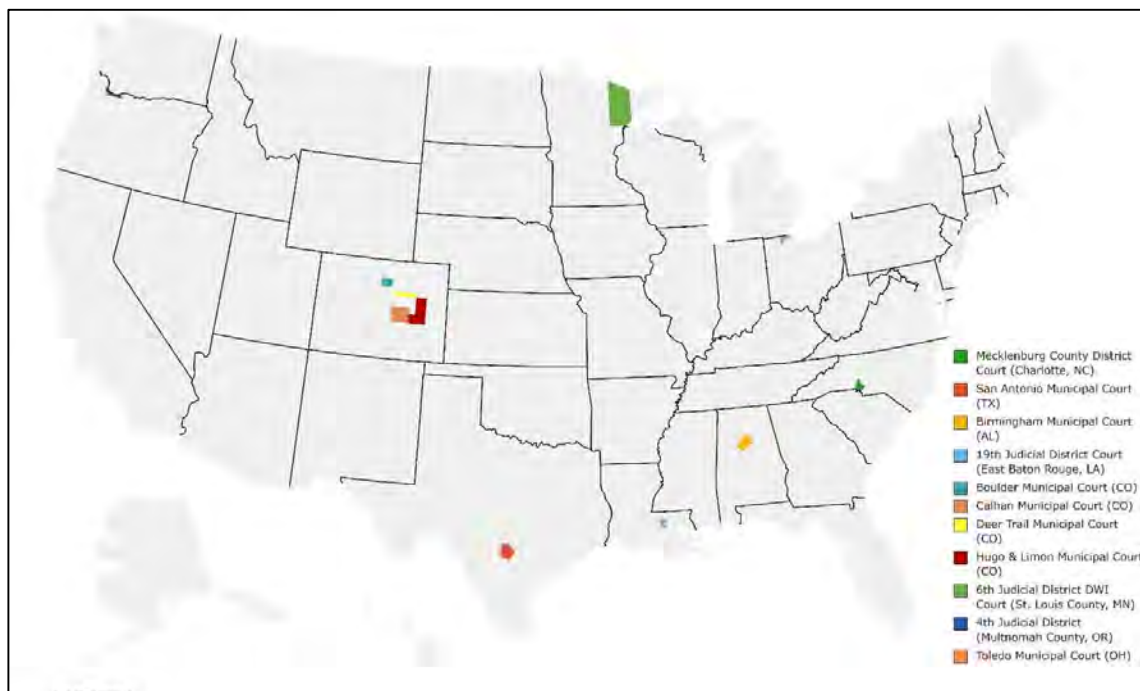 Mecklenburg County District
Court (Charlotte, NC)
San Antonio Municipal Court
(TX)
Birmingham Municipal Court
(AL)
19th Judicial District Court
(East Baton Rouge, LA)
Boulder Municipal Court (CO)
Calhan Municipal Court (CO)
Deer Trail Municipal Court
(CO)
Hugo & Limon Municipal Court
(CO)
6th Judicial District DWI
Court (St. Louis County, MN)
4th Judicial District
(Multnomah County, OR)
Toledo Municipal Court (OH)